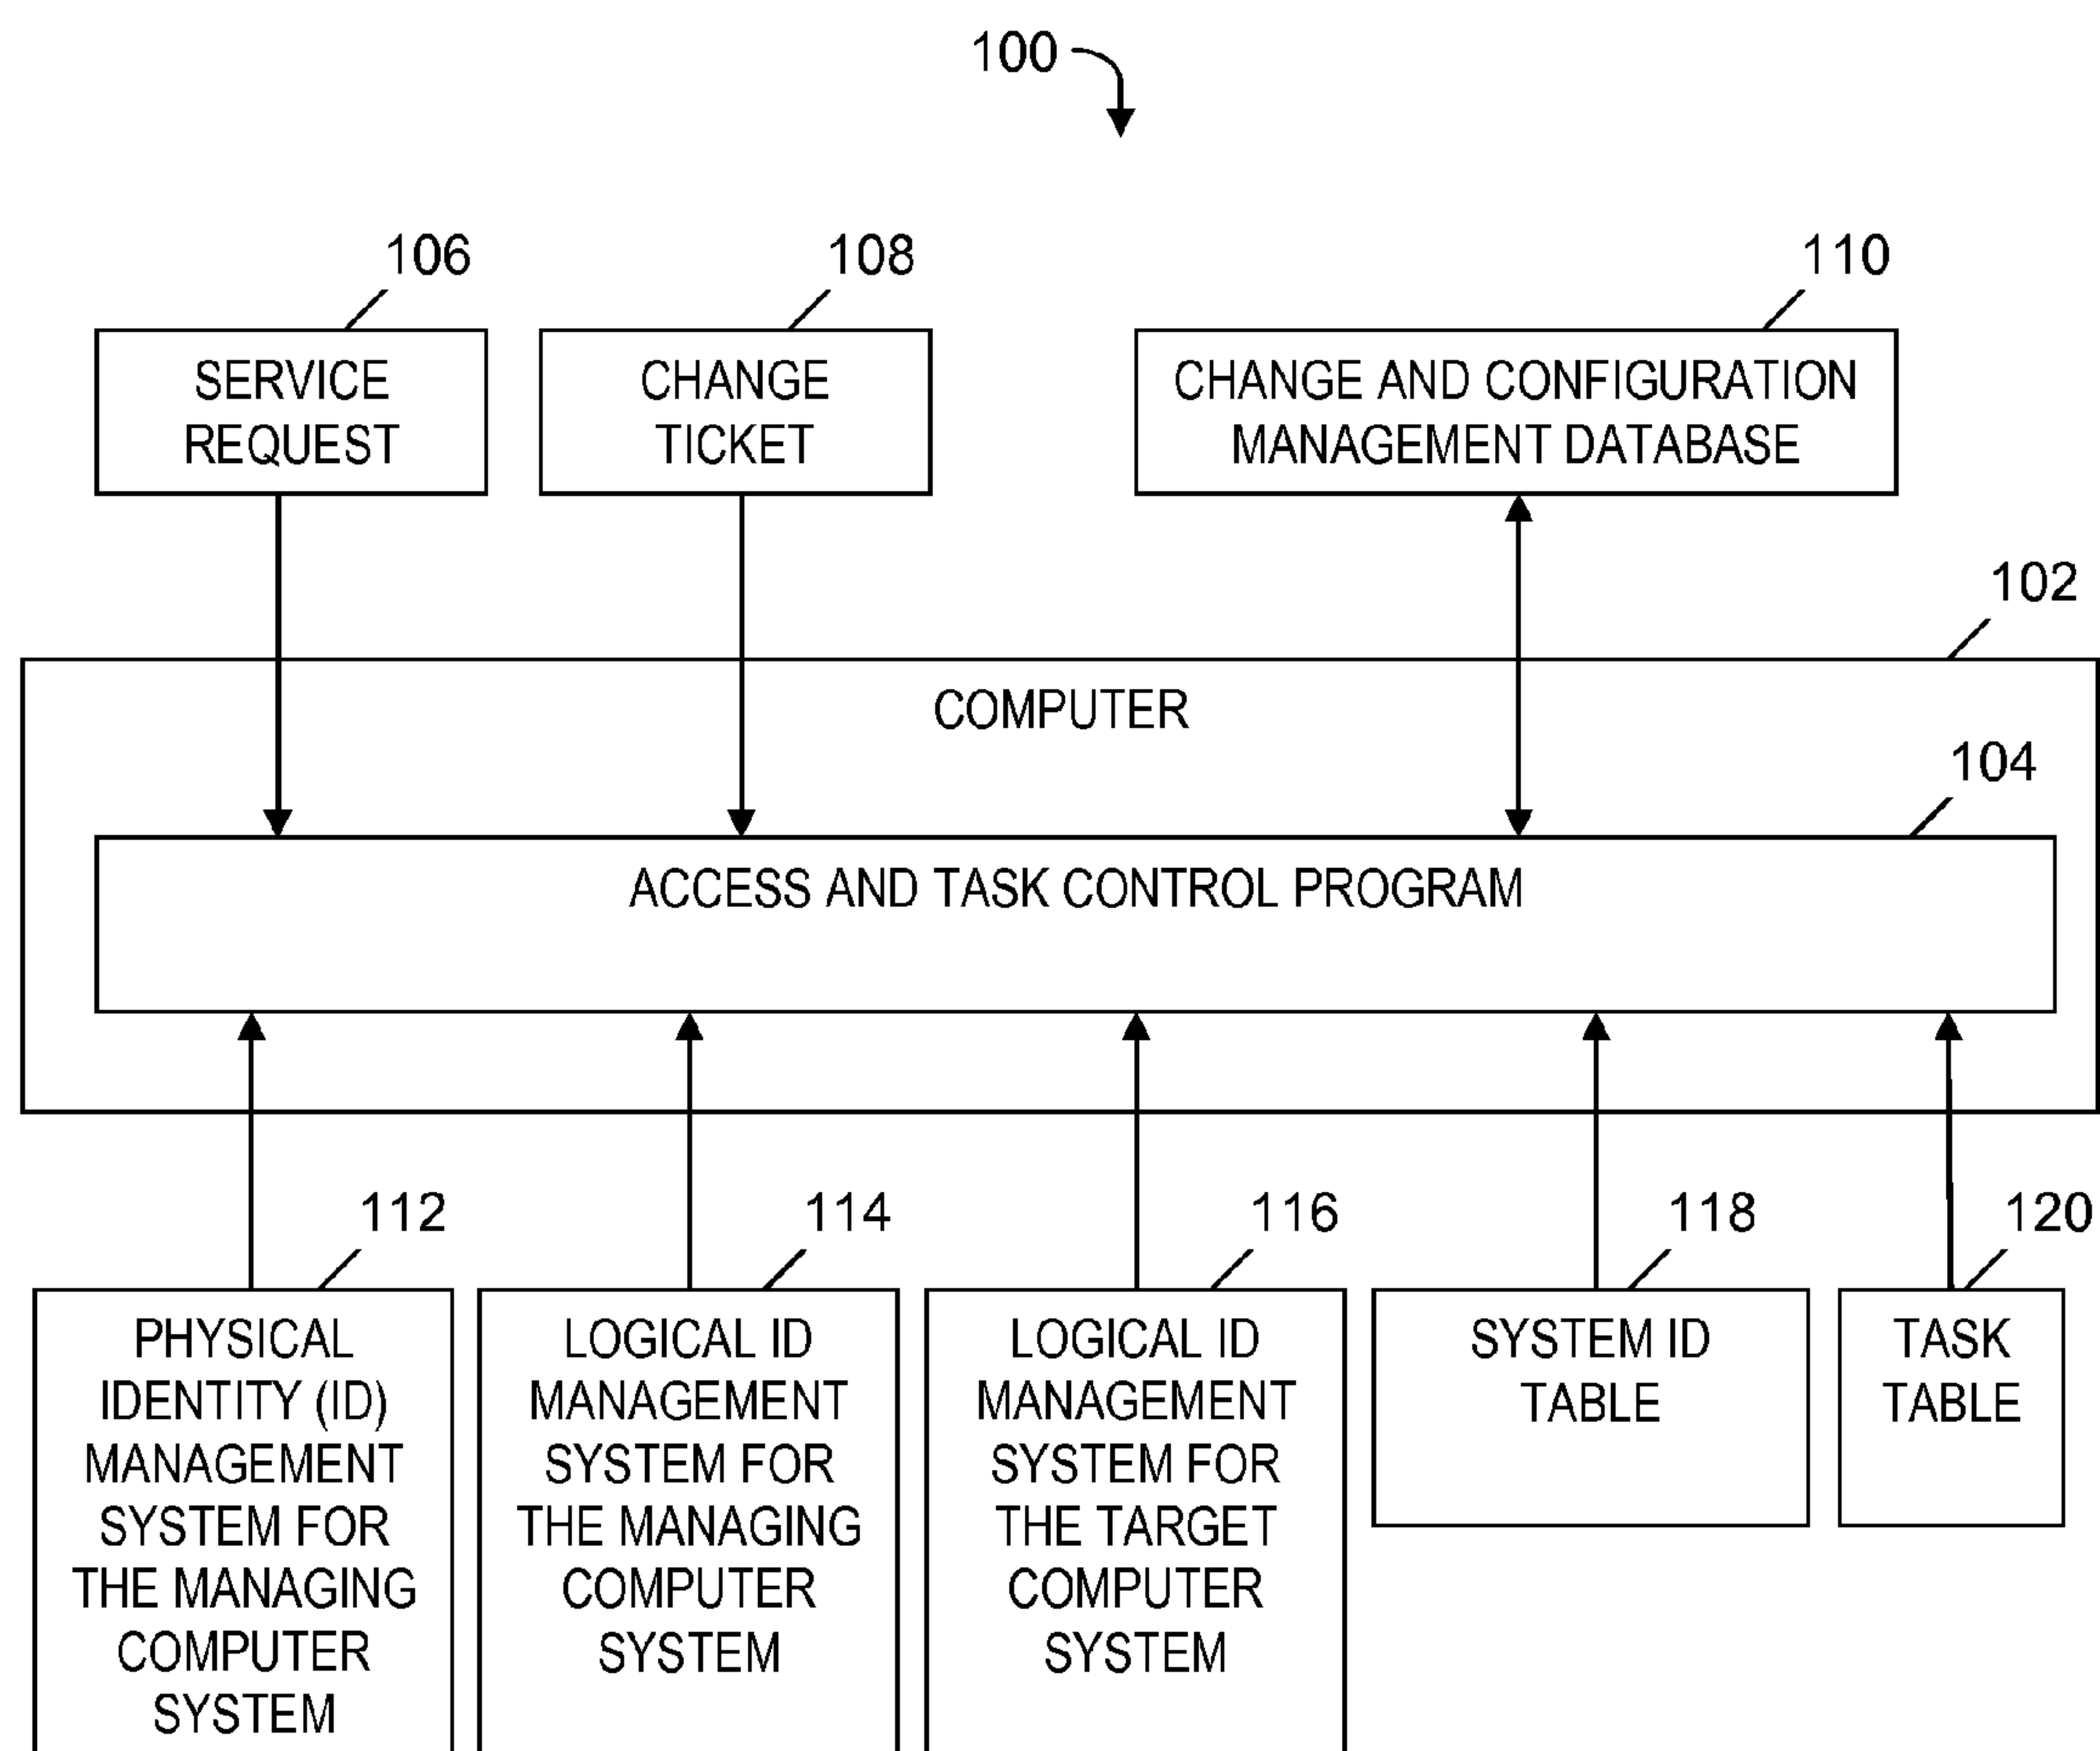 100
106
108
110
SERVICE
REQUEST
CHANGE
TICKET
CHANGE AND CONFIGURATION
MANAGEMENT DATABASE
102
COMPUTER
104
ACCESS AND TASK CONTROL PROGRAM
112
114
116
118
120
PHYSICAL
IDENTITY (ID)
MANAGEMENT
SYSTEM FOR
THE MANAGING
COMPUTER
SYSTEM
LOGICAL ID
MANAGEMENT
SYSTEM FOR
THE MANAGING
COMPUTER
SYSTEM
LOGICAL ID
MANAGEMENT
SYSTEM FOR
THE TARGET
COMPUTER
SYSTEM
SYSTEM ID
TABLE
TASK
TABLE